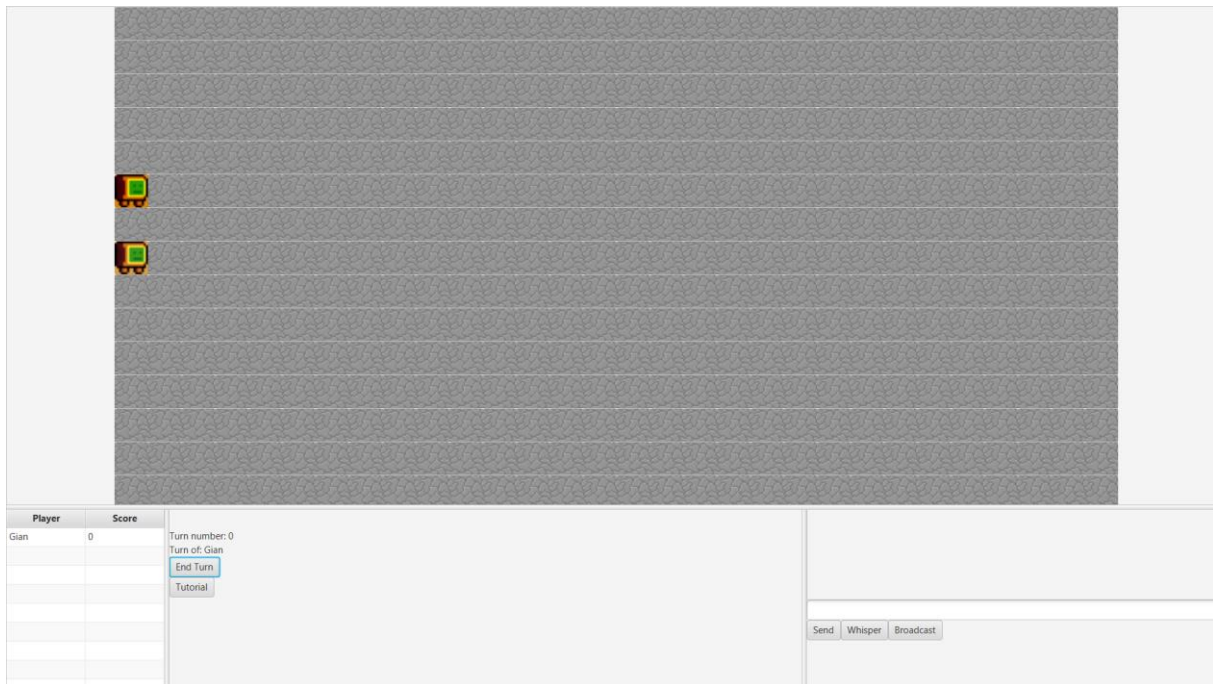 Player Score
Gian 0
Turn number: 0
Turn of: Gian
End Turn
Tutorial
Send Whisper Broadcast